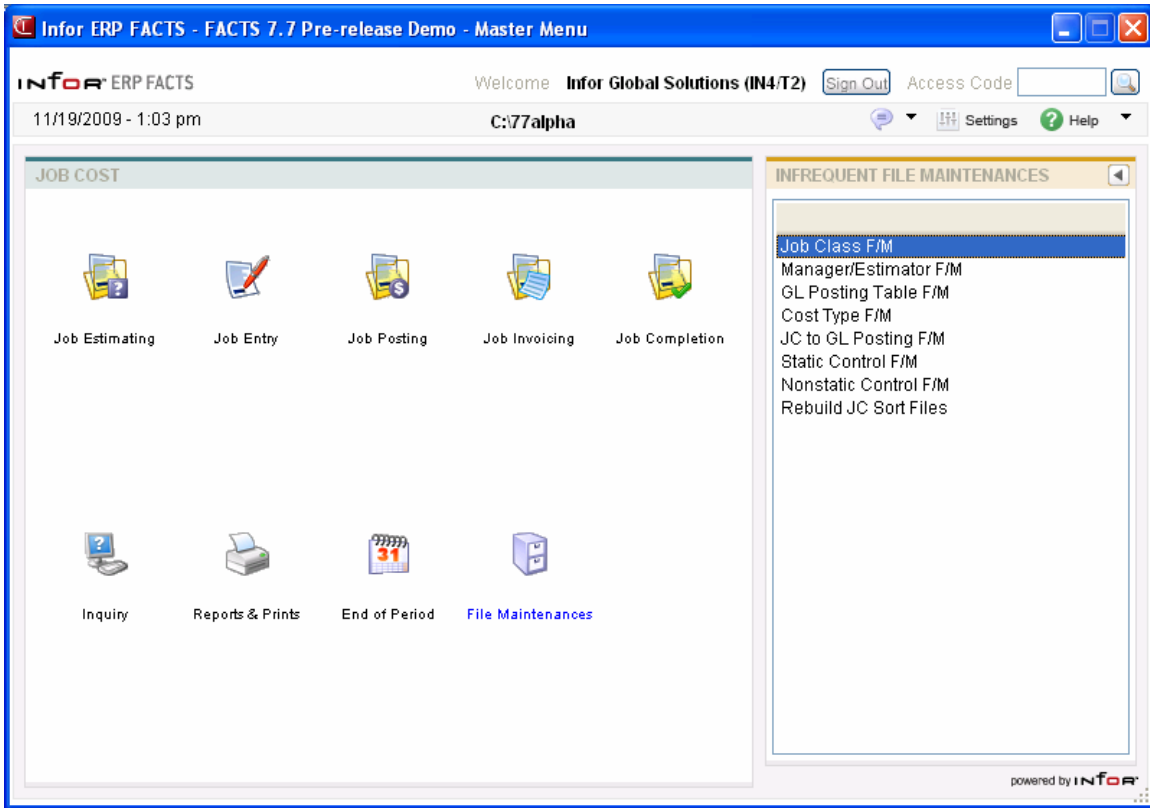 Infor ERP FACTS - FACTS 7.7 Pre-release Demo - Master Menu
infor ERP FACTS
Welcome Infor Global Solutions (IN4/T2) Sign Out Access Code
11/19/2009 - 1:03 pm C:\77alpha Settings ? Help
JOB COST
INFREQUENT FILE MAINTENANCES
? $
Job Estimating Job Entry Job Posting Job Invoicing Job Completion
? 31
Inquiry Reports & Prints End of Period File Maintenances
Job Class F/M
Manager/Estimator F/M
GL Posting Table F/M
Cost Type F/M
JC to GL Posting F/M
Static Control F/M
Nonstatic Control F/M
Rebuild JC Sort Files
powered by infor